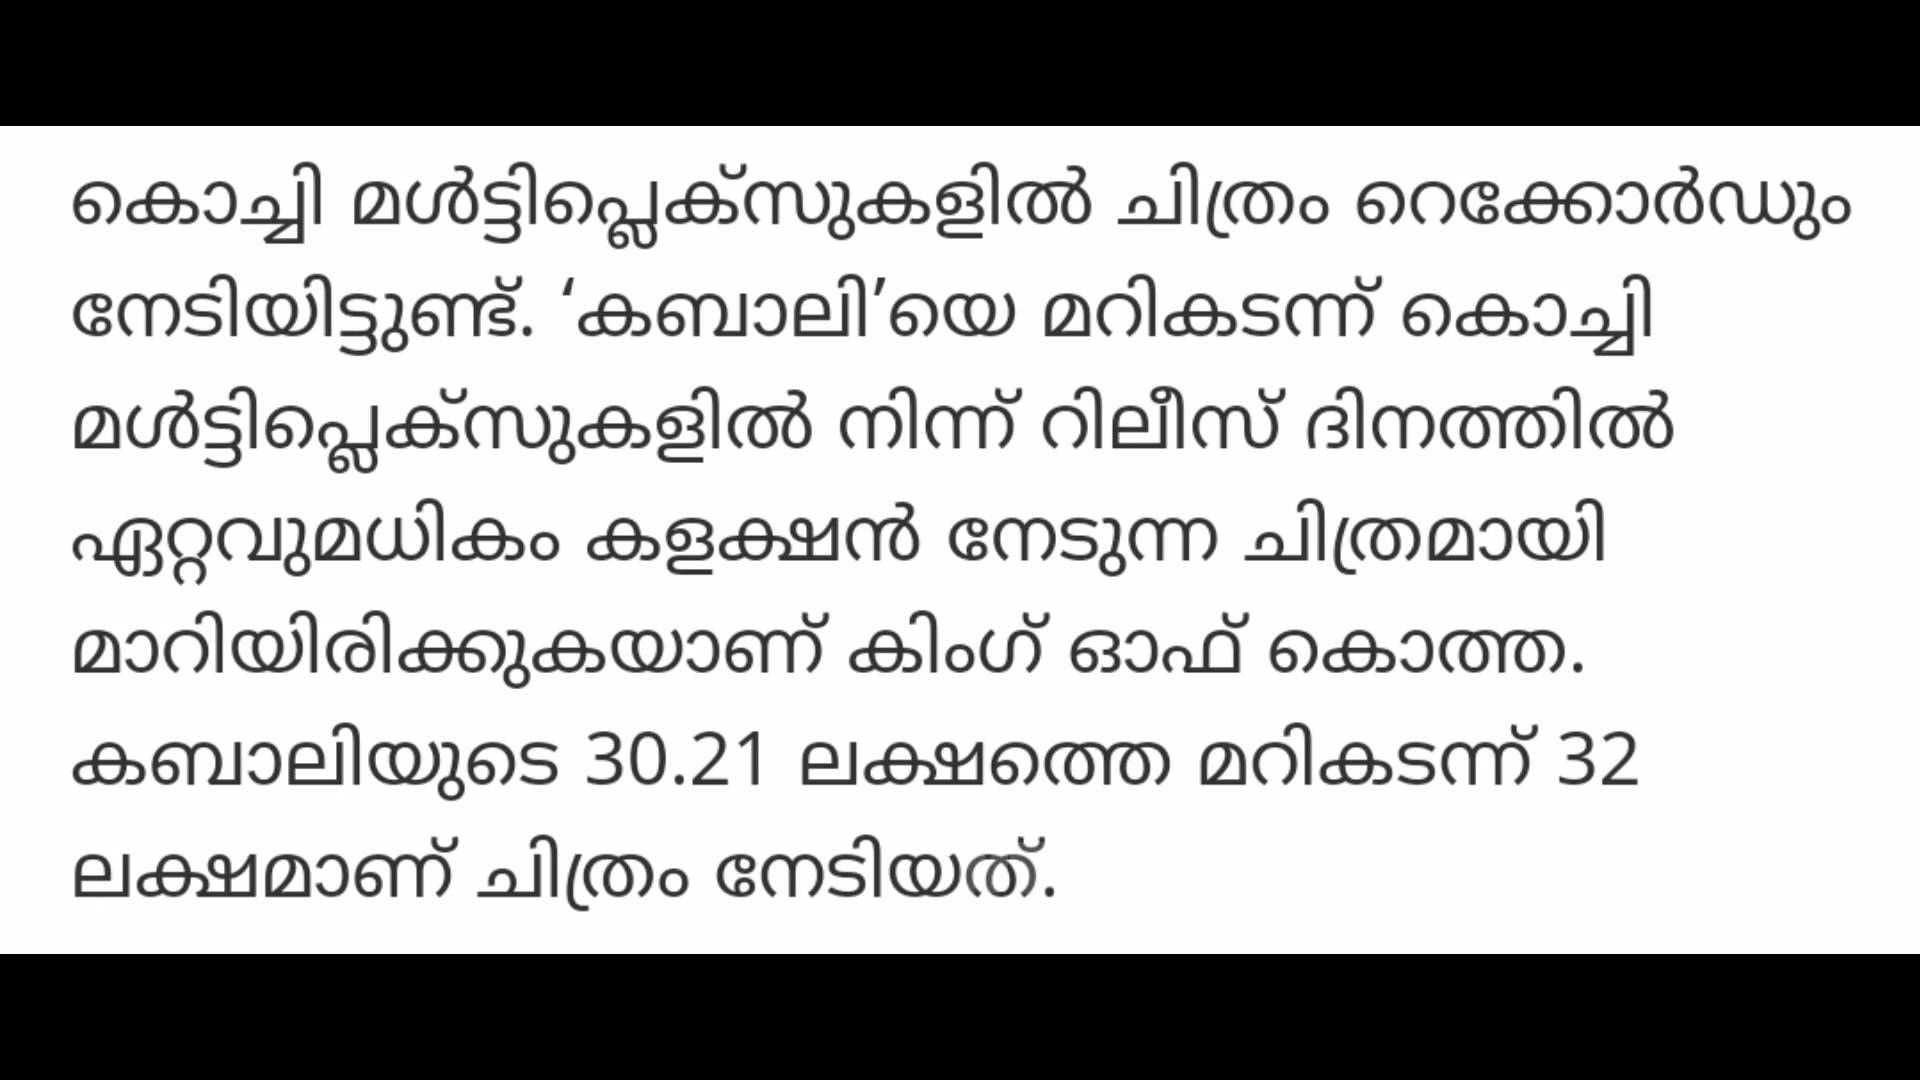 കൊച്ചി മൾട്ടിപ്ലെക്സുകളിൽ ചിത്രം റെക്കോർഡും
നേടിയിട്ടുണ്ട്. ‘കബാലി’യെ മറികടന്ന് കൊച്ചി
മൾട്ടിപ്ലെക്സുകളിൽ നിന്ന് റിലീസ് ദിനത്തിൽ
ഏറ്റവുമധികം കളക്ഷൻ നേടുന്ന ചിത്രമായി
മാറിയിരിക്കുകയാണ് കിംഗ് ഓഫ് കൊത്ത.
കബാലിയുടെ 30.21 ലക്ഷത്തെ മറികടന്ന് 32
ലക്ഷമാണ് ചിത്രം നേടിയത്.